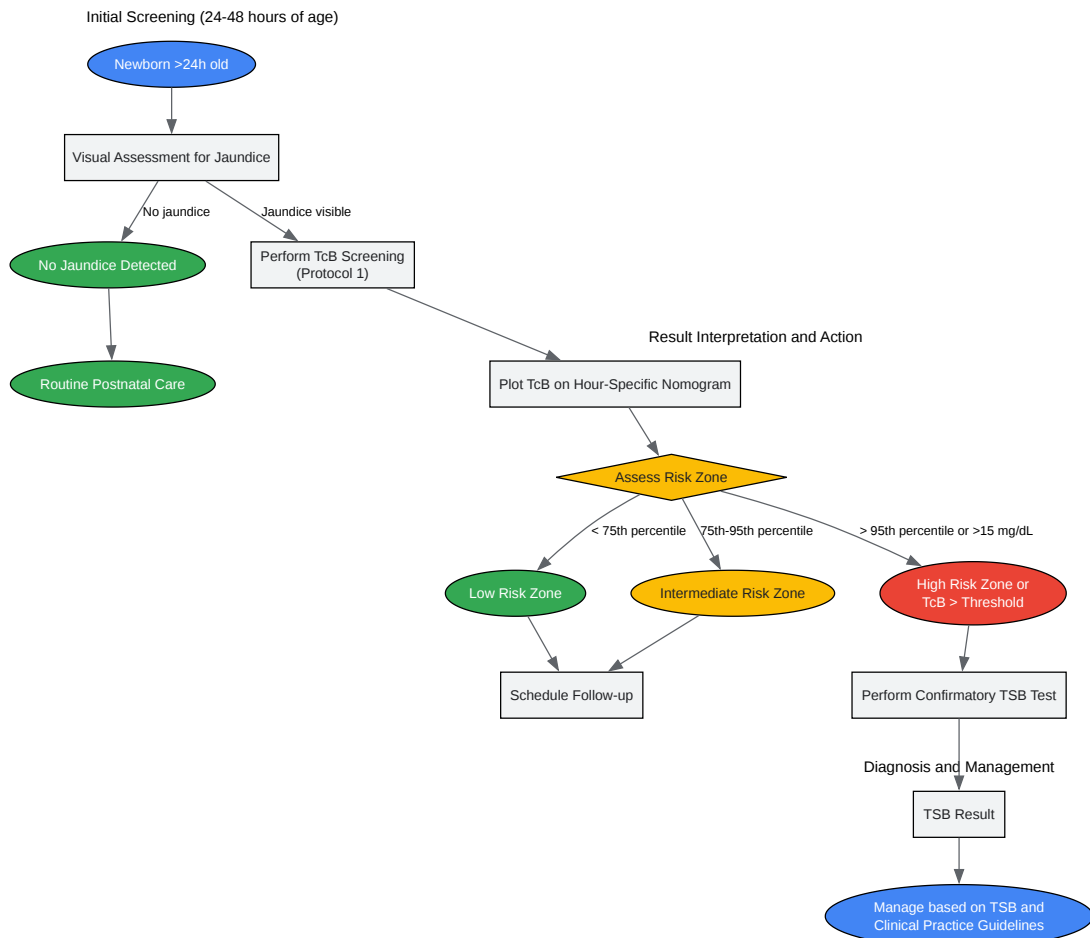 Initial Screening (24-48 hours of age)
Newborn >24h old
Visual Assessment for Jaundice
No jaundice
Jaundice visible
No Jaundice Detected
Perform TcB Screening
(Protocol 1)
Routine Postnatal Care
Result Interpretation and Action
Plot TcB on Hour-Specific Nomogram
Assess Risk Zone
< 75th percentile
75th-95th percentile
> 95th percentile or >15 mg/dL
Low Risk Zone
Intermediate Risk Zone
High Risk Zone or
TcB > Threshold
Schedule Follow-up
Perform Confirmatory TSB Test
Diagnosis and Management
TSB Result
Manage based on TSB and
Clinical Practice Guidelines